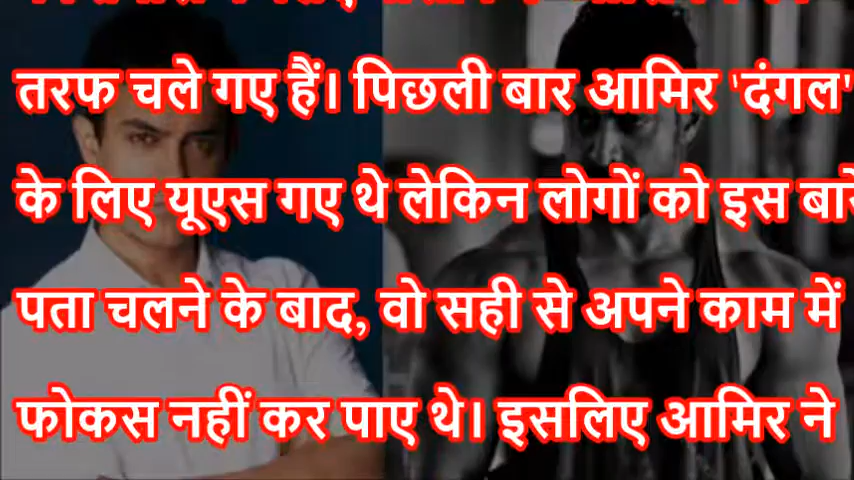 तरफ चले गए हैं। पिछली बार आमिर 'दंगल'
के लिए यूएस गए थे लेकिन लोगों को इस बारे
पता चलने के बाद, वो सही से अपने काम में
फोकस नहीं कर पाए थे। इसलिए आमिर ने